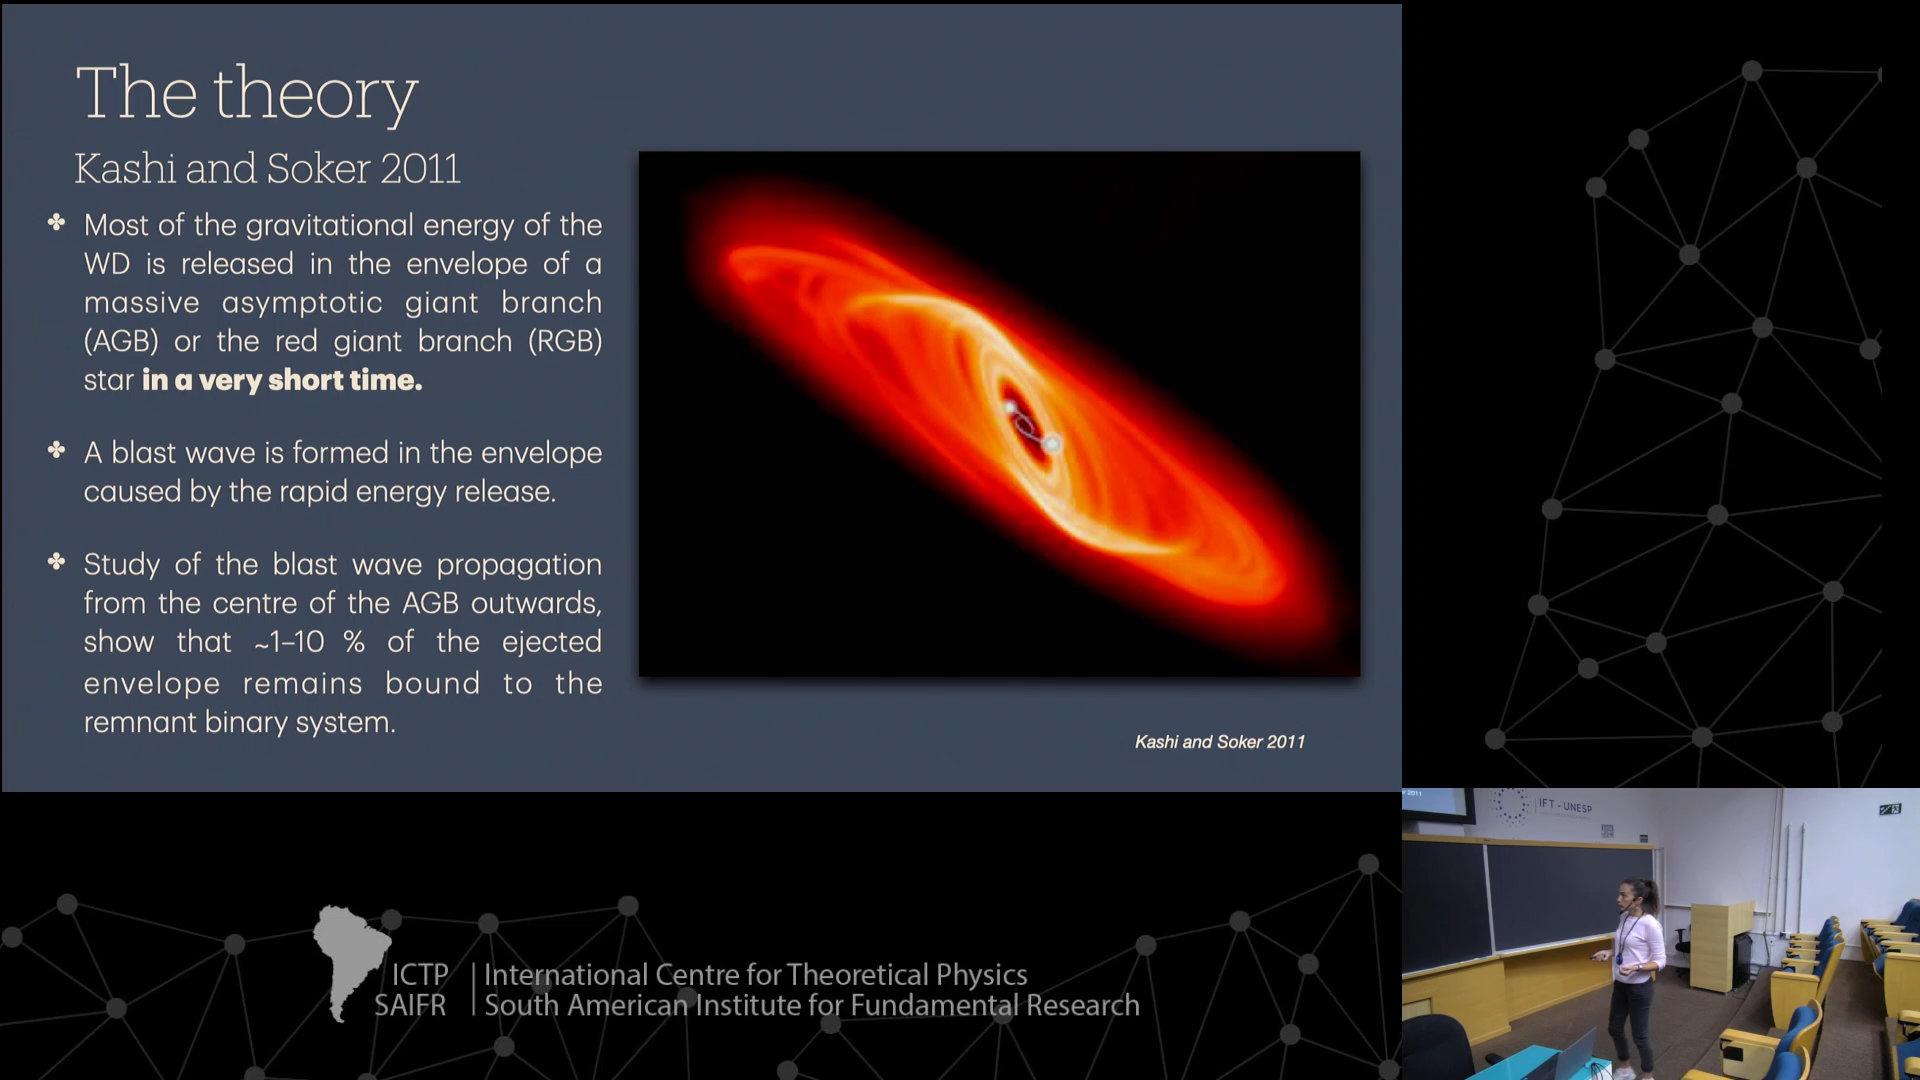 The theory
Kashi and Soker 2011
Most of the gravitational energy of the
WD is released in the envelope of a
massive asymptotic giant branch
(AGB) or the red giant branch (RGB)
star in a very short time.
A blast wave is formed in the envelope
caused by the rapid energy release.
Study of the blast wave propagation
from the centre of the AGB outwards,
show that ~1–10 % of the ejected
envelope remains bound to the
remnant binary system.
Kashi and Soker 2011
IFT - UNESP
ICTP
SAIFR
International Centre for Theoretical Physics
South American Institute for Fundamental Research